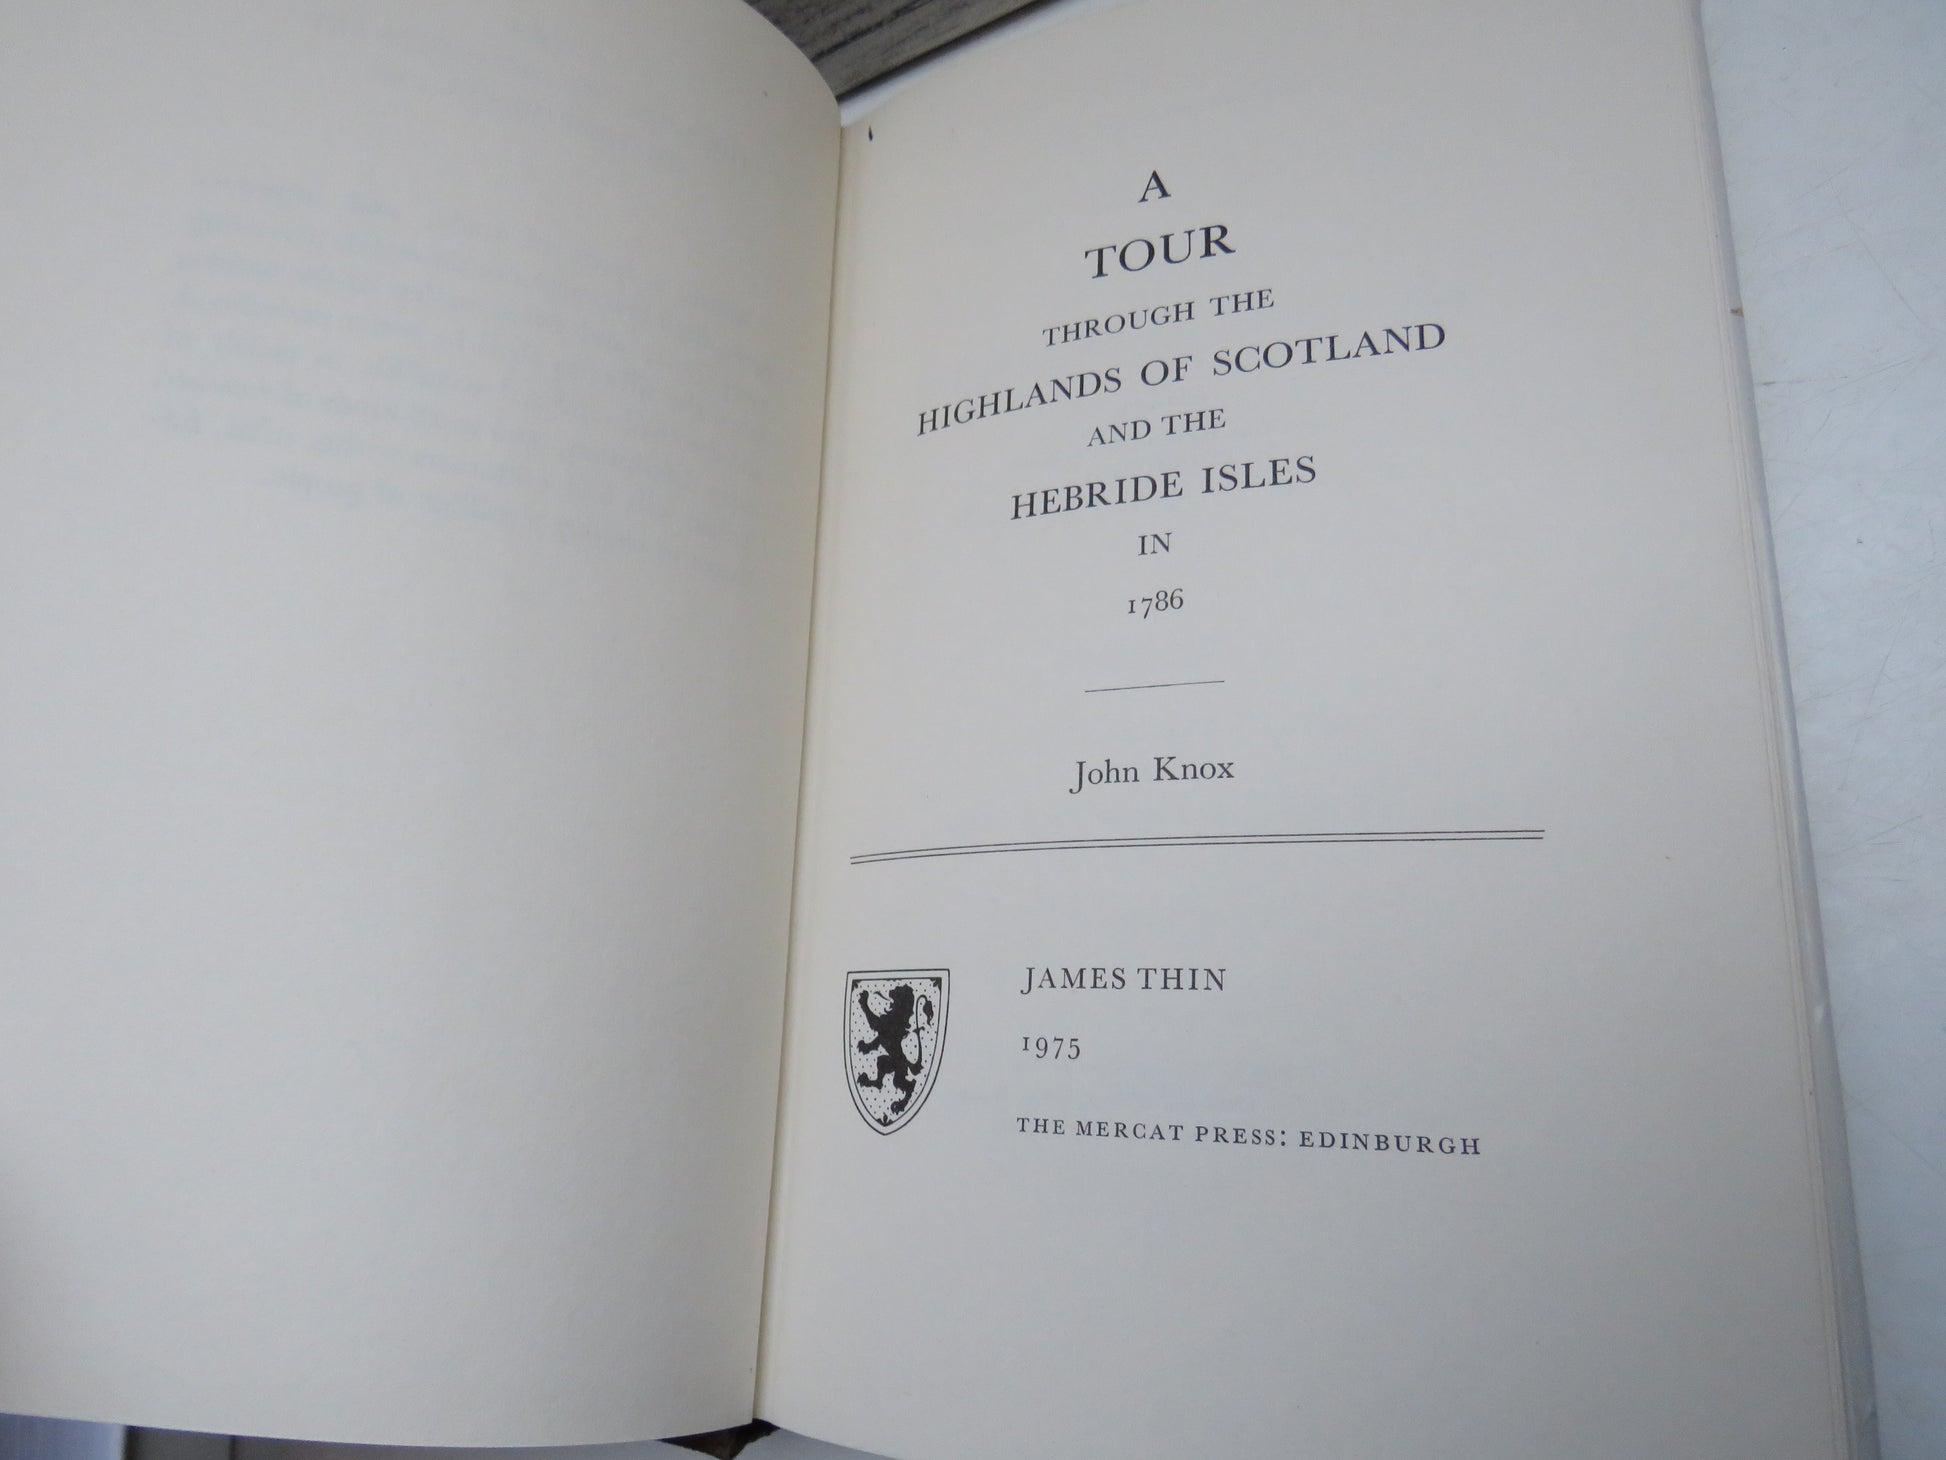 A
TOUR
THROUGH THE
HIGHLANDS OF SCOTLAND
AND THE
HEBRIDE ISLES
IN
1786
John Knox
JAMES THIN
1975
THE MERCAT PRESS: EDINBURGH